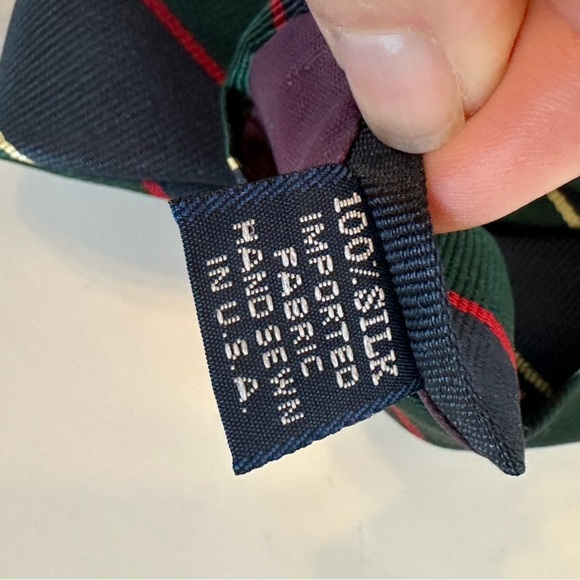 100% SILK
IMPORTED
FABRIC
HAND SEWN
IN U.S.A.